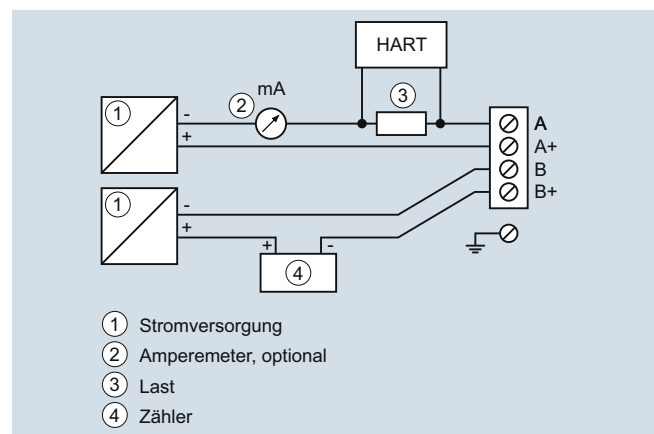 HART
mA
2
3
1
-
+
A
A+
B
B+
1
-
+
+
-
4
1 Stromversorgung
2 Amperemeter, optional
3 Last
4 Zähler